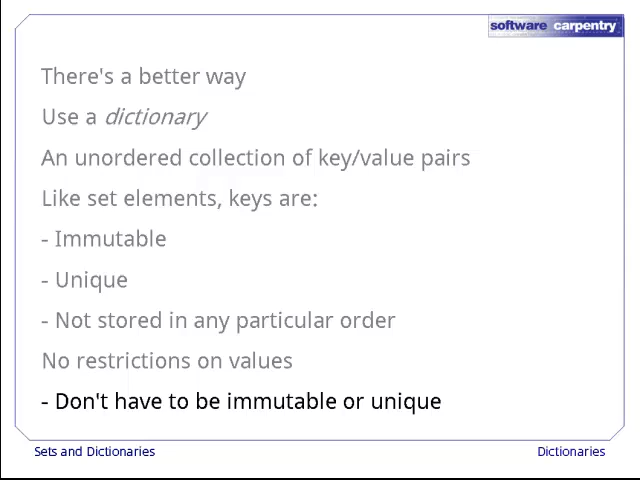 software carpentry
There's a better way
Use a dictionary
An unordered collection of key/value pairs
Like set elements, keys are:
- Immutable
- Unique
- Not stored in any particular order
No restrictions on values
- Don't have to be immutable or unique
Sets and Dictionaries
Dictionaries